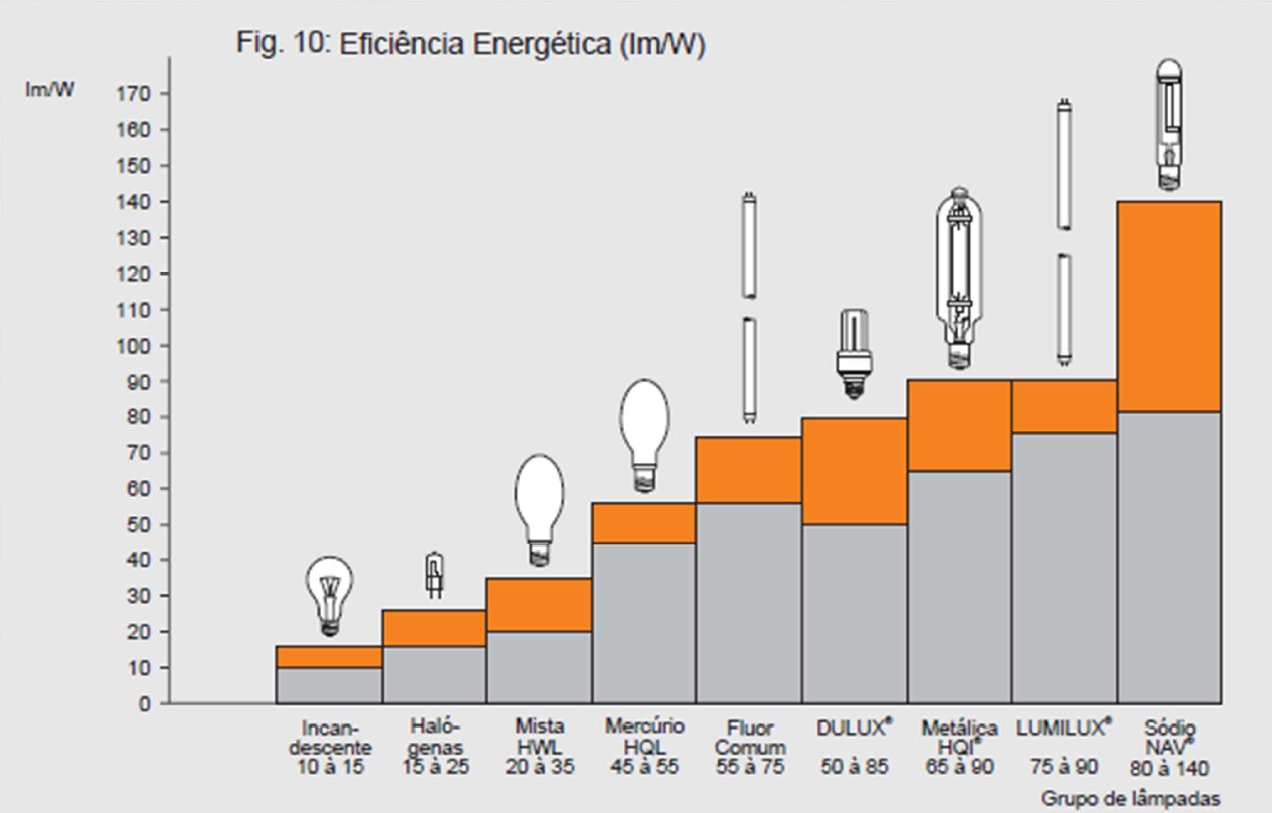 Fig. 10: Eficiência Energética (lm/W)
lm/W
170
160
150
140
130
120
110
100
90
80
70
60
50
40
30
20
10
0
Incan-
descente
10 à 15
Haló-
genas
15 à 25
Mista
HWL
20 à 35
Mercúrio
HQL
45 à 55
Fluor
Comum
55 à 75
DULUX®
50 à 85
Metálica
HQI®
65 à 90
LUMILUX®
75 à 90
Sódio
NAV®
80 à 140
Grupo de lâmpadas